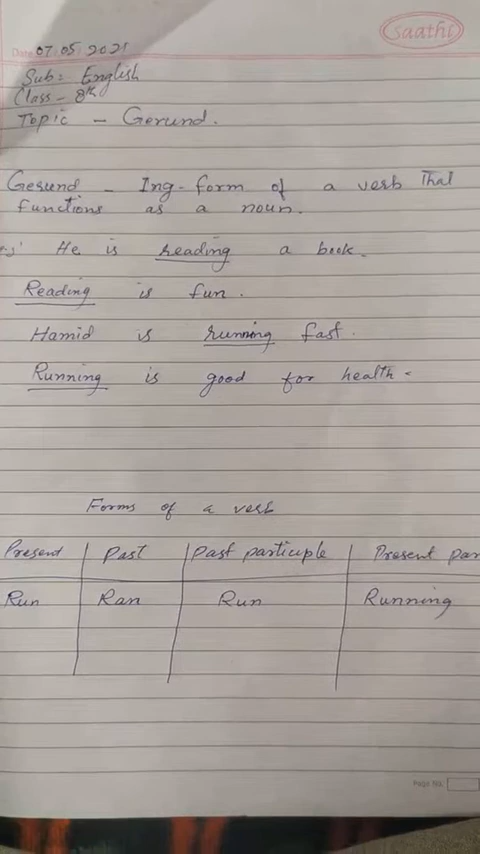 saathi
Date 07.05.2021
Sub: English
Class - 8th
Topic - Gerund.
Gerund - Ing-form of a verb That
functions as a noun.
He is reading a book.
Reading is fun.
Hamid is running fast.
Running is good for health.
Forms of a verb
Present Past Past participle Present par
Run Ran Run Running
Page No.